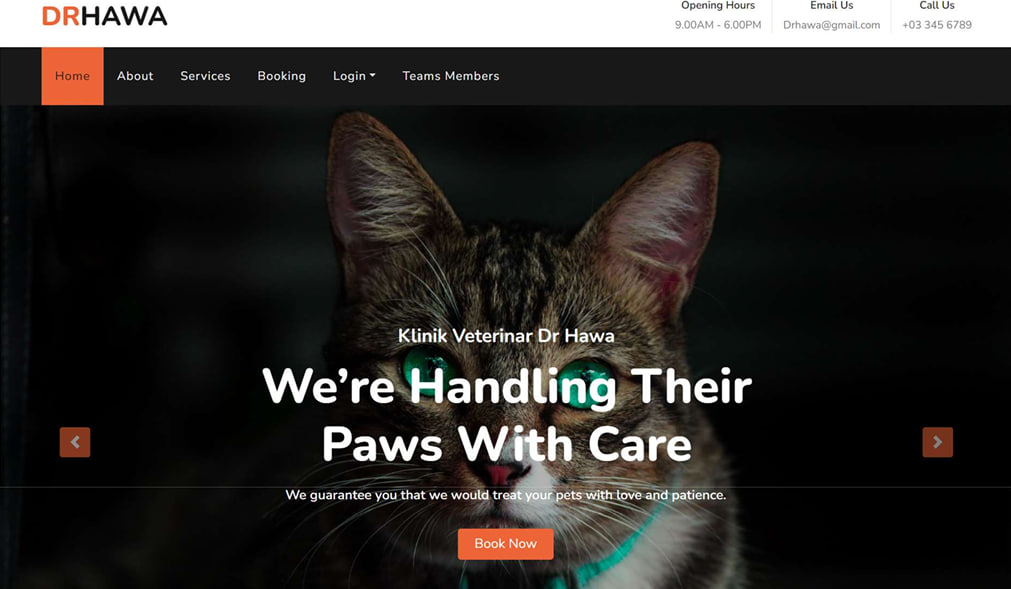 DRHAWA
Opening Hours
9.00AM - 6.00PM
Email Us
Drhawa@gmail.com
Call Us
+03 345 6789
Home About Services Booking Login Teams Members
Klinik Veterinar Dr Hawa
We’re Handling Their
Paws With Care
We guarantee you that we would treat your pets with love and patience.
Book Now